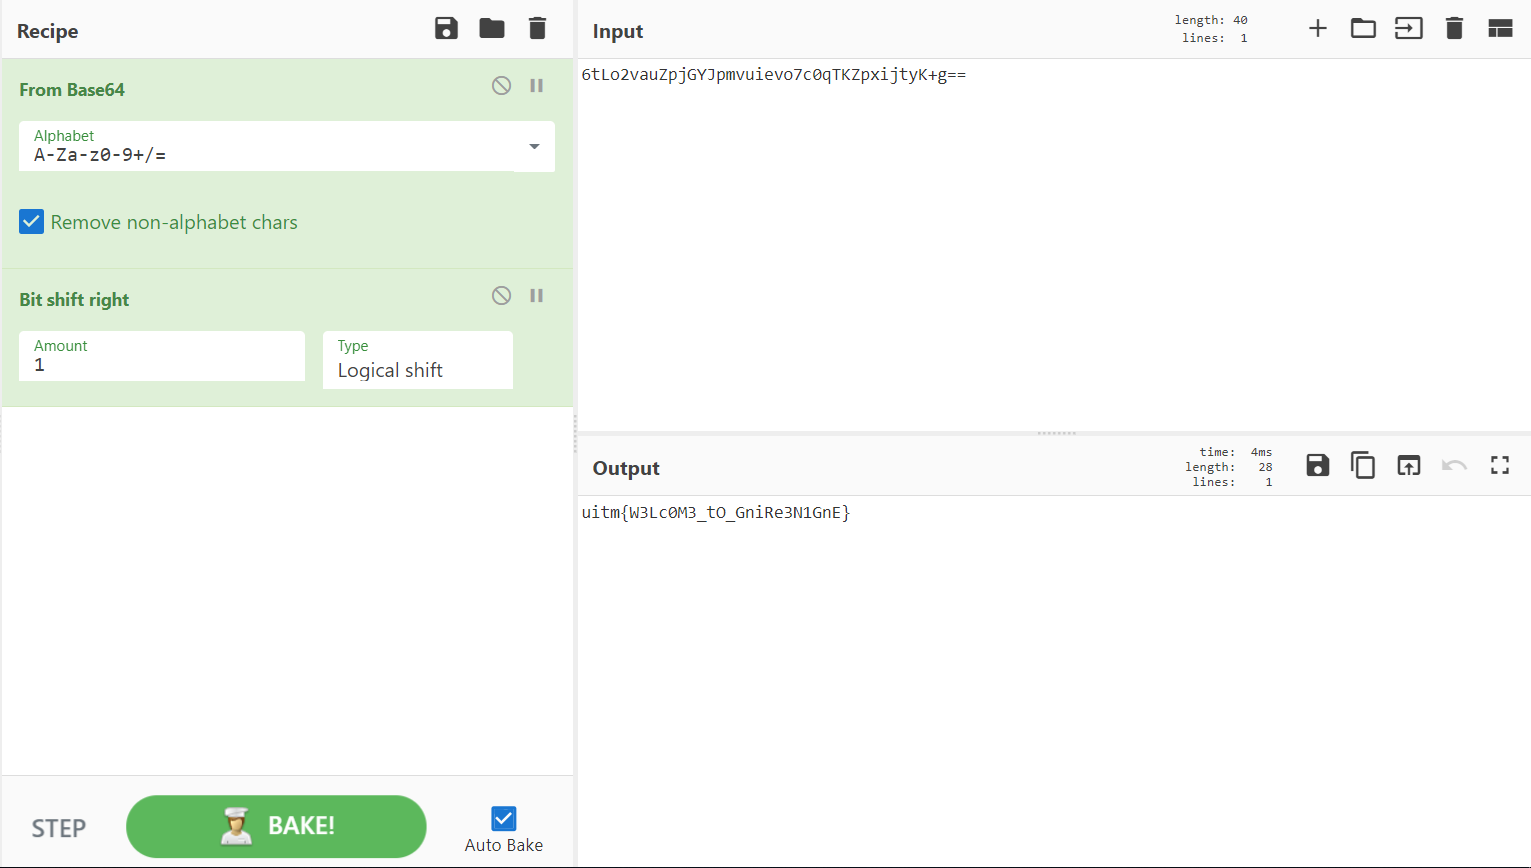 Recipe
From Base64
Alphabet
A-Za-z0-9+/=
Remove non-alphabet chars
Bit shift right
Amount
1
Type
Logical shift
STEP
BAKE!
Auto Bake
Input
length: 40
lines: 1
6tLo2vauZpjGYJpmvuievo7c0qTKZpxijtyK+g==
Output
time: 4ms
length: 28
lines: 1
uitm{W3Lc0M3_tO_GniRe3N1GnE}